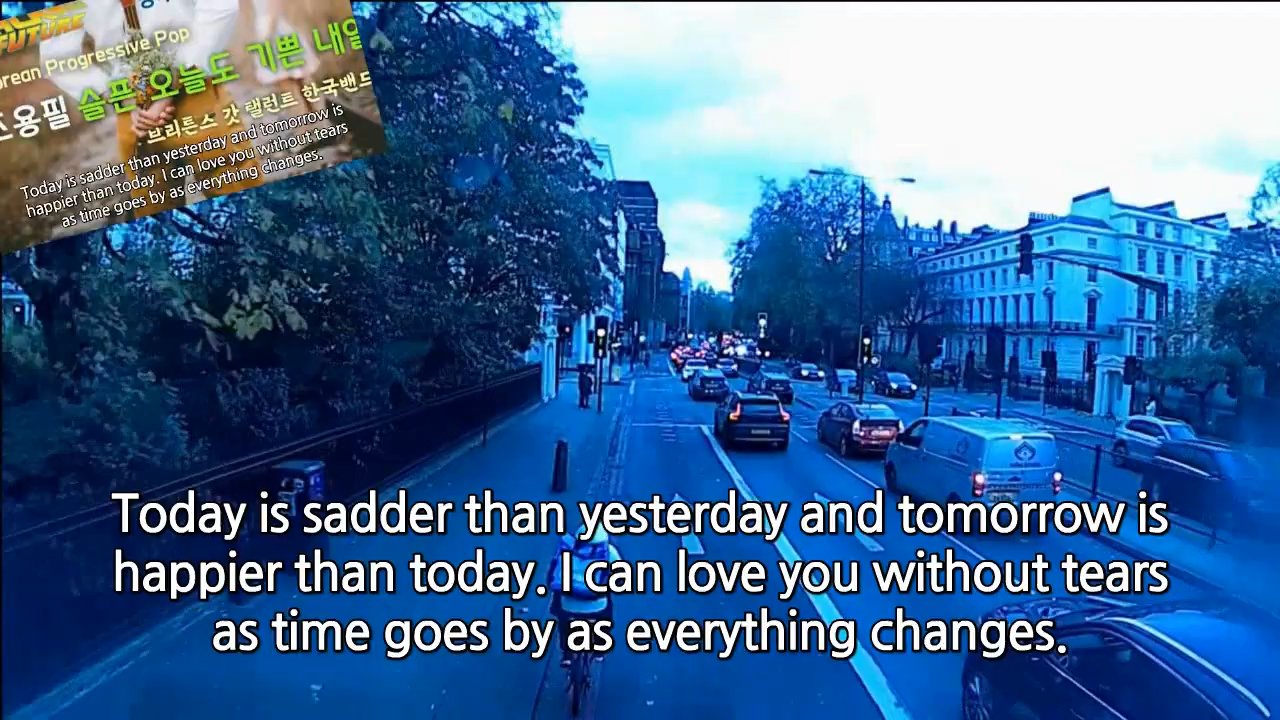 FUTURE
Korean Progressive Pop
조용필 슬픈 오늘도 기쁜 내일
브리튼스 갓 탤런트 한국밴드
Today is sadder than yesterday and tomorrow is
happier than today. I can love you without tears
as time goes by as everything changes.
Today is sadder than yesterday and tomorrow is
happier than today. I can love you without tears
as time goes by as everything changes.